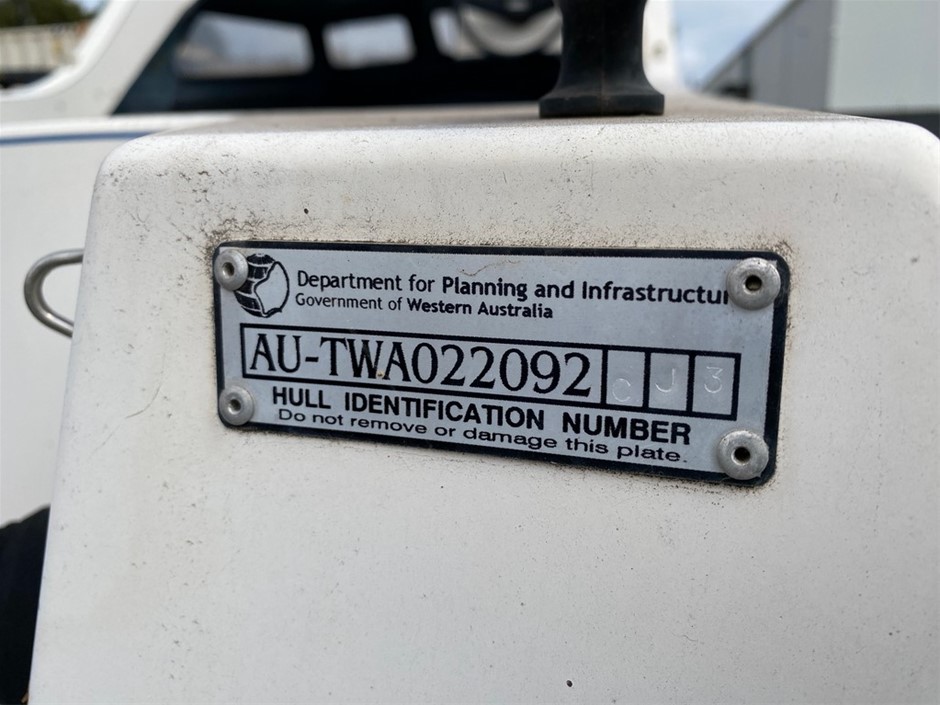 Department for Planning and Infrastructur
Government of Western Australia
AU-TWA022092 C J 3
HULL IDENTIFICATION NUMBER
Do not remove or damage this plate.